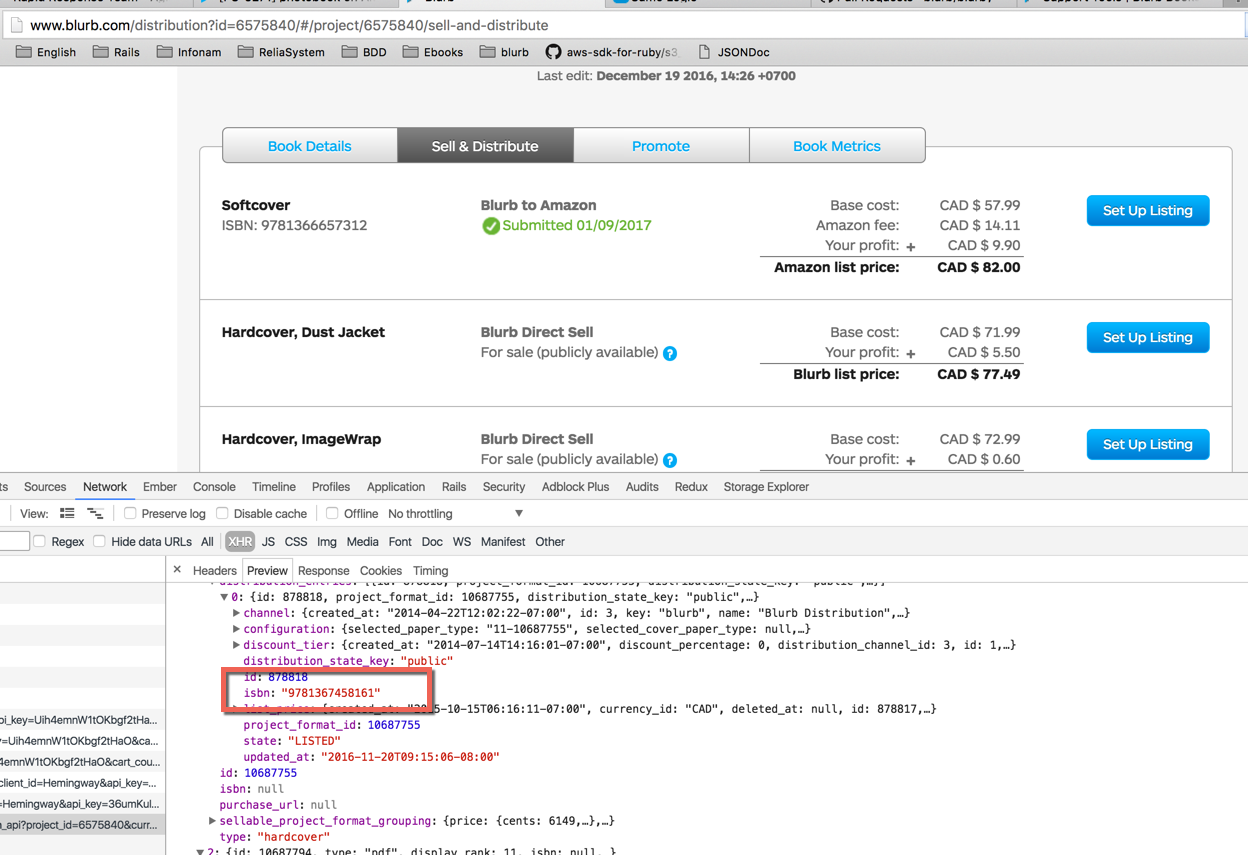 www.blurb.com/distribution?id=6575840/#/project/6575840/sell-and-distribute
English Rails Infonam ReliaSystem BDD Ebooks blurb aws-sdk-for-ruby/s3 JSONDoc
Last edit: December 19 2016, 14:26 +0700
Book Details Sell & Distribute Promote Book Metrics
Softcover Blurb to Amazon Base cost: CAD $ 57.99 Set Up Listing
ISBN: 9781366657312 Submitted 01/09/2017 Amazon fee: CAD $ 14.11
Your profit: + CAD $ 9.90
Amazon list price: CAD $ 82.00
Hardcover, Dust Jacket Blurb Direct Sell Base cost: CAD $ 71.99 Set Up Listing
For sale (publicly available) ? Your profit: + CAD $ 5.50
Blurb list price: CAD $ 77.49
Hardcover, ImageWrap Blurb Direct Sell Base cost: CAD $ 72.99 Set Up Listing
For sale (publicly available) ? Your profit: + CAD $ 0.60
ts Sources Network Ember Console Timeline Profiles Application Rails Security Adblock Plus Audits Redux Storage Explorer
View: Preserve log Disable cache Offline No throttling
Regex Hide data URLs All XHR JS CSS Img Media Font Doc WS Manifest Other
× Headers Preview Response Cookies Timing
0: {id: 878818, project_format_id: 10687755, distribution_state_key: "public",…}
channel: {created_at: "2014-04-22T12:02:22-07:00", id: 3, key: "blurb", name: "Blurb Distribution",…}
configuration: {selected_paper_type: "11-10687755", selected_cover_paper_type: null,…}
discount_tier: {created_at: "2014-07-14T14:16:01-07:00", discount_percentage: 0, distribution_channel_id: 3, id: 1,…}
distribution_state_key: "public"
id: 878818
isbn: "9781367458161"
list_price: {created_at: "2015-10-15T06:16:11-07:00", currency_id: "CAD", deleted_at: null, id: 878817,…}
project_format_id: 10687755
state: "LISTED"
updated_at: "2016-11-20T09:15:06-08:00"
id: 10687755
isbn: null
purchase_url: null
sellable_project_format_grouping: {price: {cents: 6149,…},…}
type: "hardcover"
2: {id: 10687794, type: "pdf", display_rank: 11, isbn: null,…}
pi_key=Uih4emnW1tOKbgf2tHa...
y=Uih4emnW1tOKbgf2tHaO&ca...
4emnW1tOKbgf2tHaO&cart_cou...
client_id=Hemingway&api_key=...
=Hemingway&api_key=36umKul...
n_api?project_id=6575840&curr...